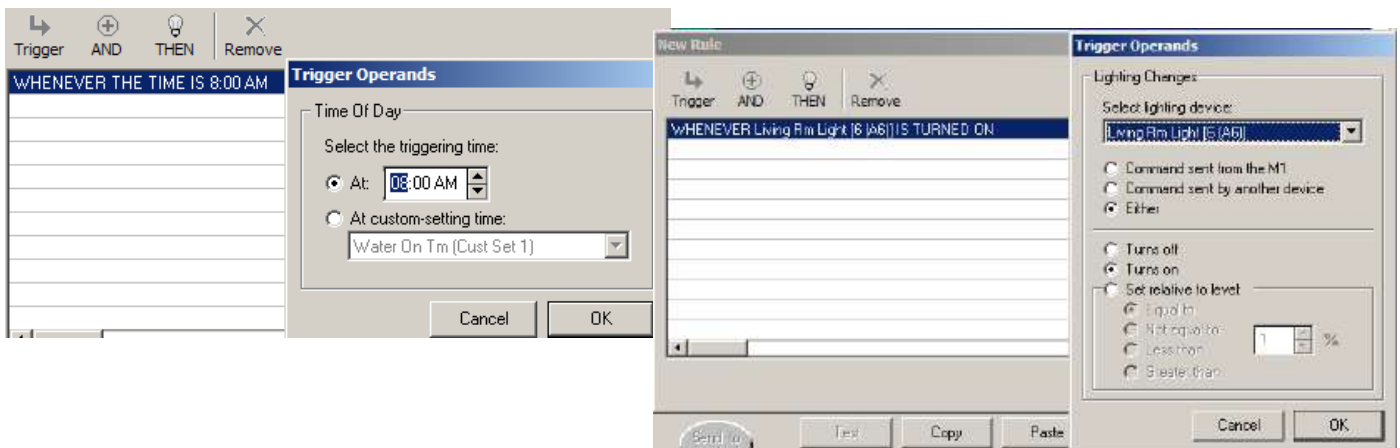 Trigger AND THEN Remove
WHENEVER THE TIME IS 8:00 AM
Trigger Operands
Time Of Day
Select the triggering time:
At: 08:00 AM
At custom-setting time:
Water On Tm (Cust Set 1)
Cancel OK
New Rule
Trigger AND THEN Remove
WHENEVER Living Rm Light [6 (A6)] IS TURNED ON
Send to
Test Copy Paste
Trigger Operands
Lighting Changes
Select lighting device:
Living Rm Light [6 (A6)]
Command sent from the M1
Command sent by another device
Either
Turns off
Turns on
Set relative to level:
Equal to
Not equal to
Less than
Greater than
1 %
Cancel OK